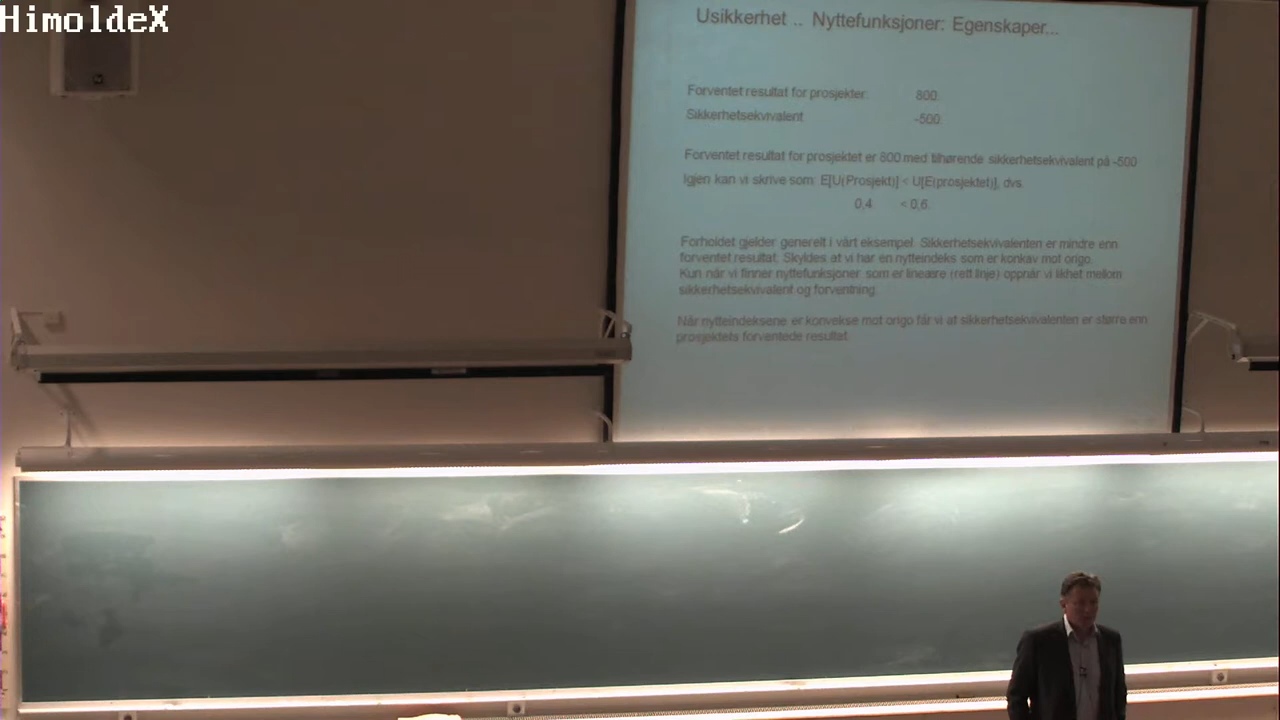 HimoldeX
Usikkerhet .. Nyttefunksjoner: Egenskaper...
Forventet resultat for prosjekter: 800.
Sikkerhetsekvivalent -500.
Forventet resultat for prosjektet er 800 med tilhørende sikkerhetsekvivalent på -500
Igjen kan vi skrive som: E[U(Prosjekt)] < U[E(prosjektet)], dvs.
0,4 < 0,6.
Forholdet gjelder generelt i vårt eksempel. Sikkerhetsekvivalenten er mindre enn
forventet resultat. Skyldes at vi har en nytteindeks som er konkav mot origo.
Kun når vi finner nyttefunksjoner som er lineære (rett linje) oppnår vi likhet mellom
sikkerhetsekvivalent og forventning.
Når nytteindeksene er konvekse mot origo får vi at sikkerhetsekvivalenten er større enn
prosjektets forventede resultat.